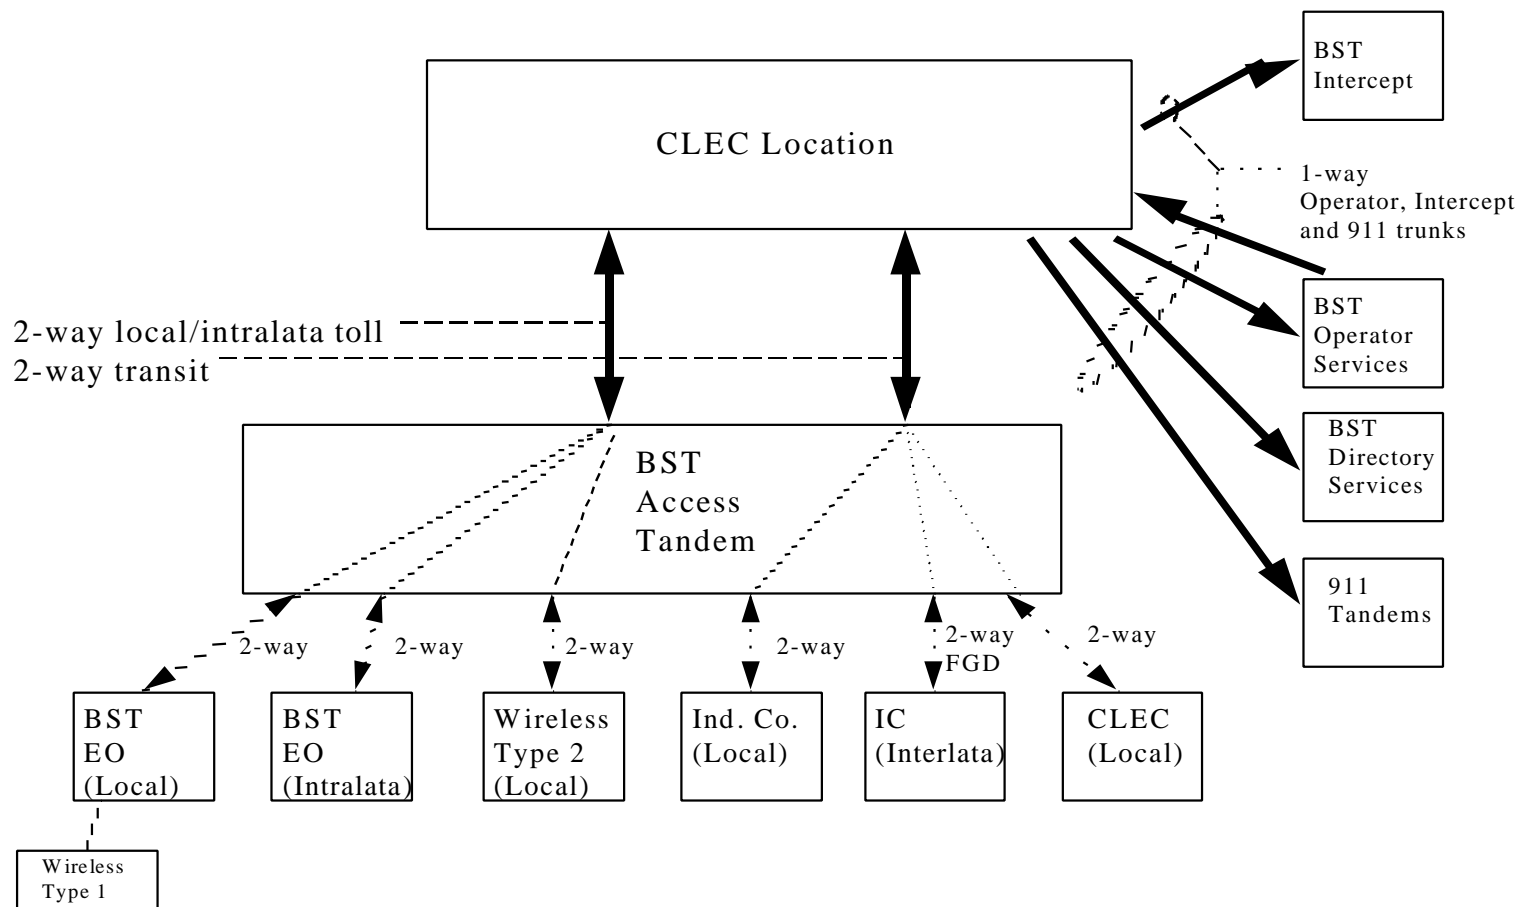 BST
Intercept
CLEC Location
1-way
Operator, Intercept
and 911 trunks
BST
Operator
Services
2-way local/intralata toll
2-way transit
BST
Directory
Services
BST
Access
Tandem
911
Tandems
2-way
2-way
2-way
2-way
2-way
FGD
2-way
BST
EO
(Local)
BST
EO
(Intralata)
Wireless
Type 2
(Local)
Ind. Co.
(Local)
IC
(Interlata)
CLEC
(Local)
Wireless
Type 1